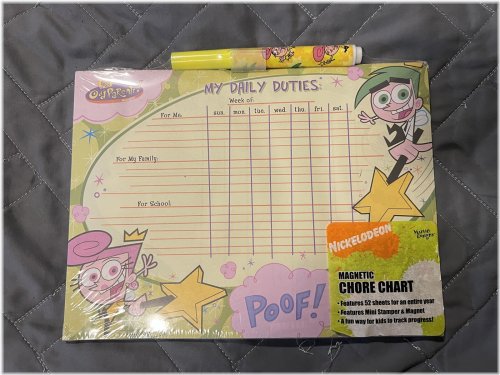 The
Fairly
OddParents
MY DAILY DUTIES:
Week of:
For Me: sun. mon. tue. wed. thu. fri. sat.
For My Family:
For School:
POOF!
NICKELODEON
MAGNETIC
CHORE CHART
• Features 52 sheets for an entire year
• Features Mini Stamper & Magnet
• A fun way for kids to track progress!